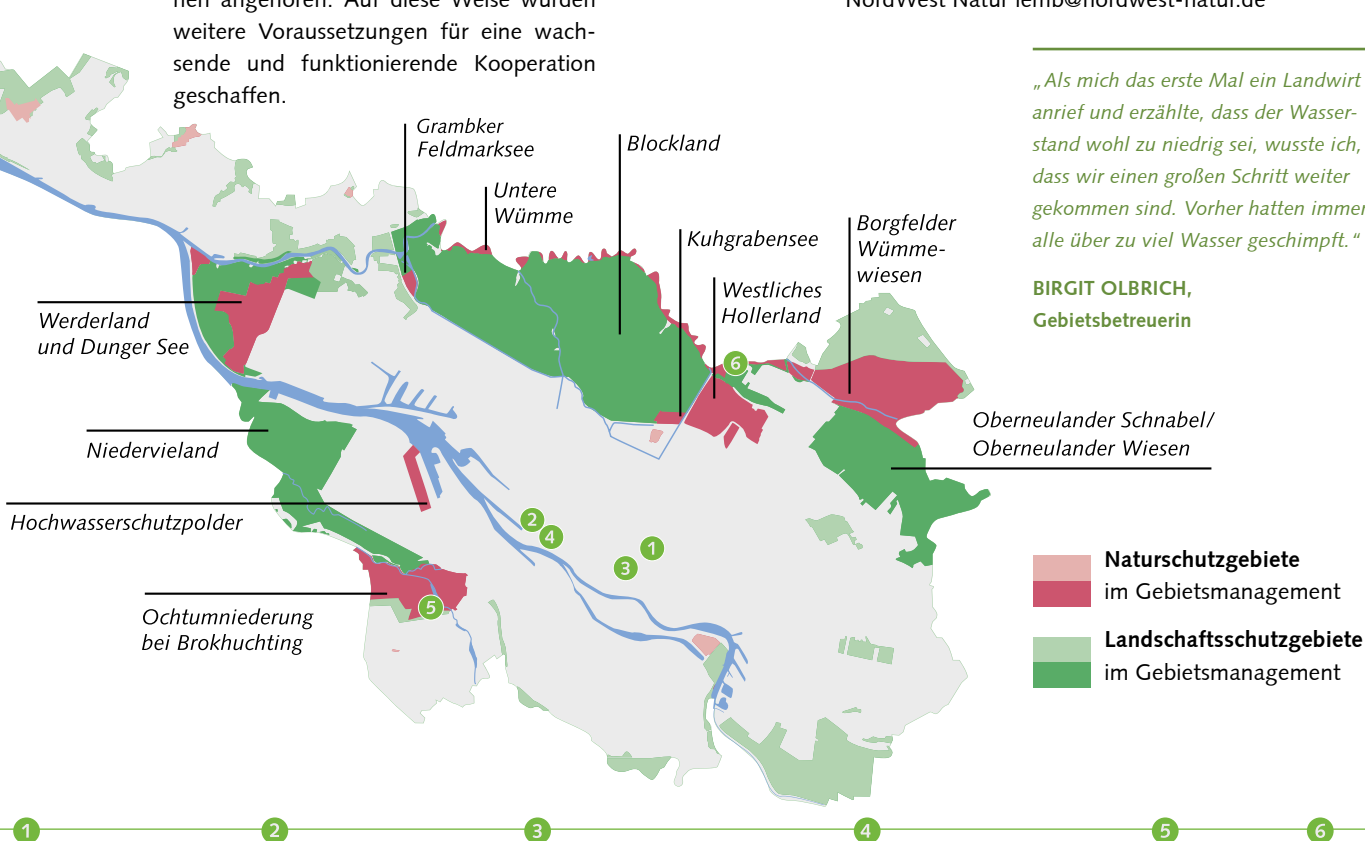 nen angehören. Auf diese Weise wurden
weitere Voraussetzungen für eine wach-
sende und funktionierende Kooperation
geschaffen.
NordWest Natur lemb@nordwest-natur.de
„Als mich das erste Mal ein Landwirt
anrief und erzählte, dass der Wasser-
stand wohl zu niedrig sei, wusste ich,
dass wir einen großen Schritt weiter
gekommen sind. Vorher hatten immer
alle über zu viel Wasser geschimpft.“
BIRGIT OLBRICH,
Gebietsbetreuerin
Grambker
Feldmarksee
Untere
Wümme
Blockland
Kuhgrabensee
Westliches
Hollerland
Borgfelder
Wümme-
wiesen
Werderland
und Dunger See
Niedervieland
Hochwasserschutzpolder
Ochtumniederung
bei Brokhuchting
Oberneulander Schnabel/
Oberneulander Wiesen
6
2
4
1
3
5
Naturschutzgebiete
im Gebietsmanagement
Landschaftsschutzgebiete
im Gebietsmanagement
1 2 3 4 5 6